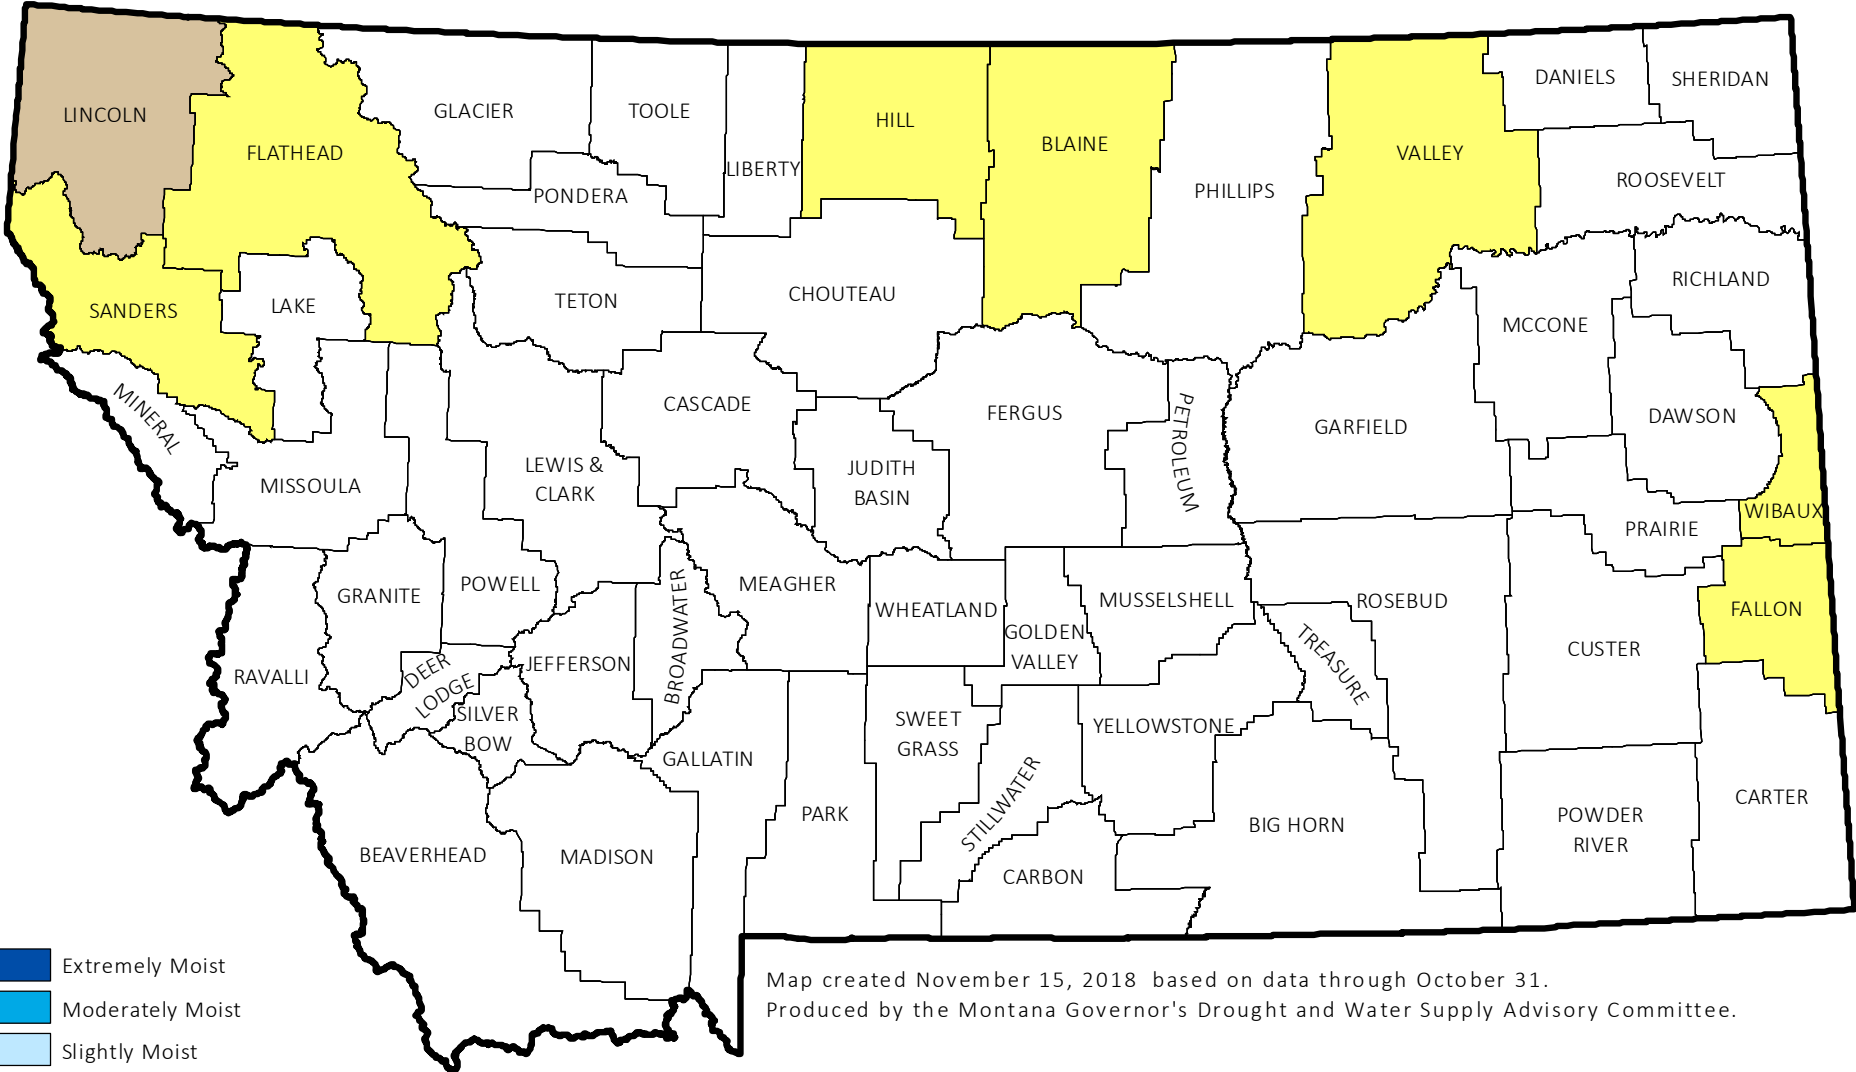 LINCOLN
FLATHEAD
GLACIER
TOOLE
LIBERTY
HILL
BLAINE
PHILLIPS
VALLEY
DANIELS
SHERIDAN
ROOSEVELT
PONDERA
SANDERS
LAKE
TETON
CHOUTEAU
RICHLAND
MCCONE
MINERAL
MISSOULA
LEWIS &
CLARK
CASCADE
JUDITH
BASIN
FERGUS
PETROLEUM
GARFIELD
DAWSON
PRAIRIE
WIBAUX
RAVALLI
GRANITE
POWELL
BROADWATER
MEAGHER
WHEATLAND
GOLDEN
VALLEY
MUSSELSHELL
ROSEBUD
TREASURE
CUSTER
FALLON
DEER
LODGE
JEFFERSON
SILVER
BOW
GALLATIN
SWEET
GRASS
STILLWATER
YELLOWSTONE
BEAVERHEAD
MADISON
PARK
CARBON
BIG HORN
POWDER
RIVER
CARTER
Extremely Moist
Moderately Moist
Slightly Moist
Map created November 15, 2018 based on data through October 31.
Produced by the Montana Governor's Drought and Water Supply Advisory Committee.